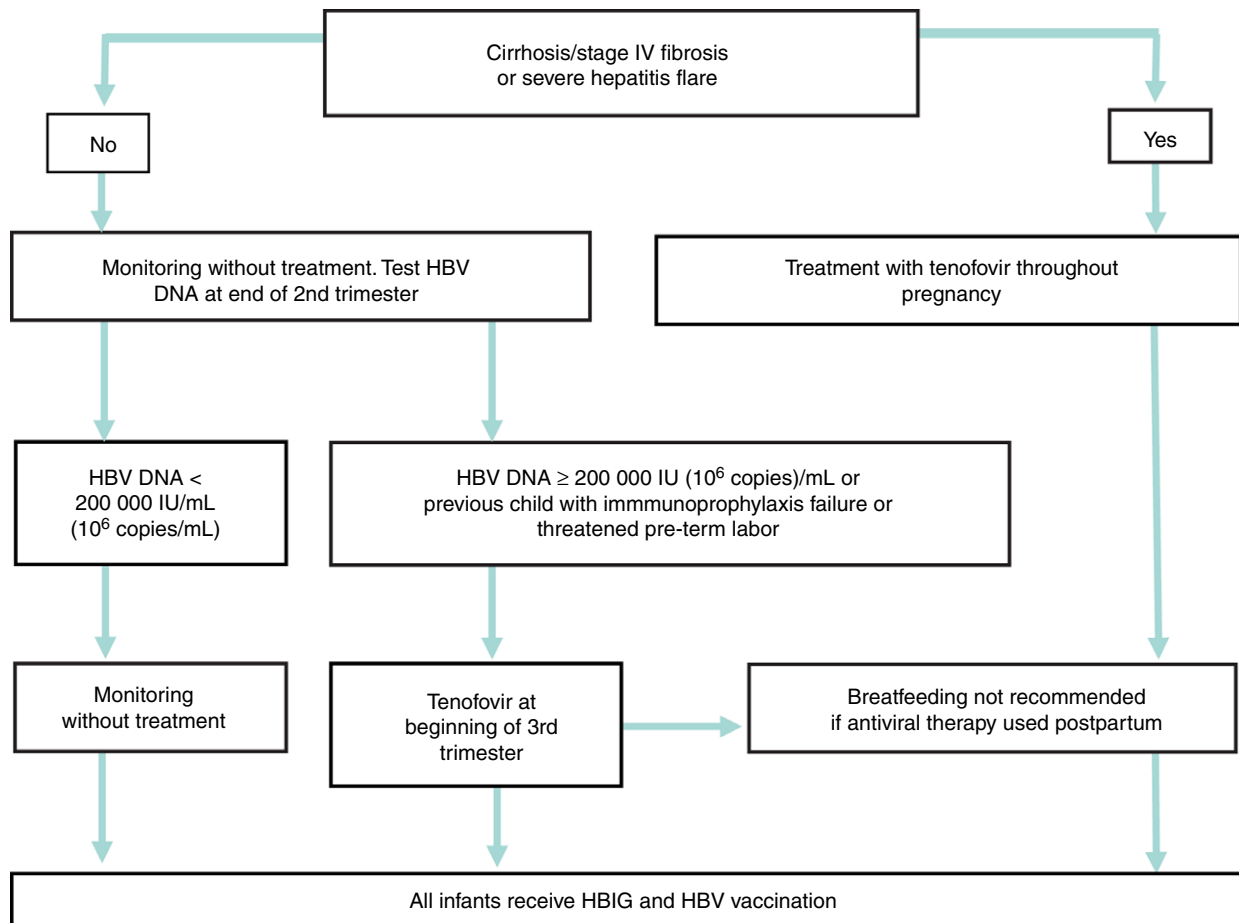 Cirrhosis/stage IV fibrosis
or severe hepatitis flare
No
Yes
Monitoring without treatment. Test HBV
DNA at end of 2nd trimester
Treatment with tenofovir throughout
pregnancy
HBV DNA <
200 000 IU/mL
(10⁶ copies/mL)
HBV DNA ≥ 200 000 IU (10⁶ copies)/mL or
previous child with immmunoprophylaxis failure or
threatened pre-term labor
Monitoring
without treatment
Tenofovir at
beginning of 3rd
trimester
Breatfeeding not recommended
if antiviral therapy used postpartum
All infants receive HBIG and HBV vaccination